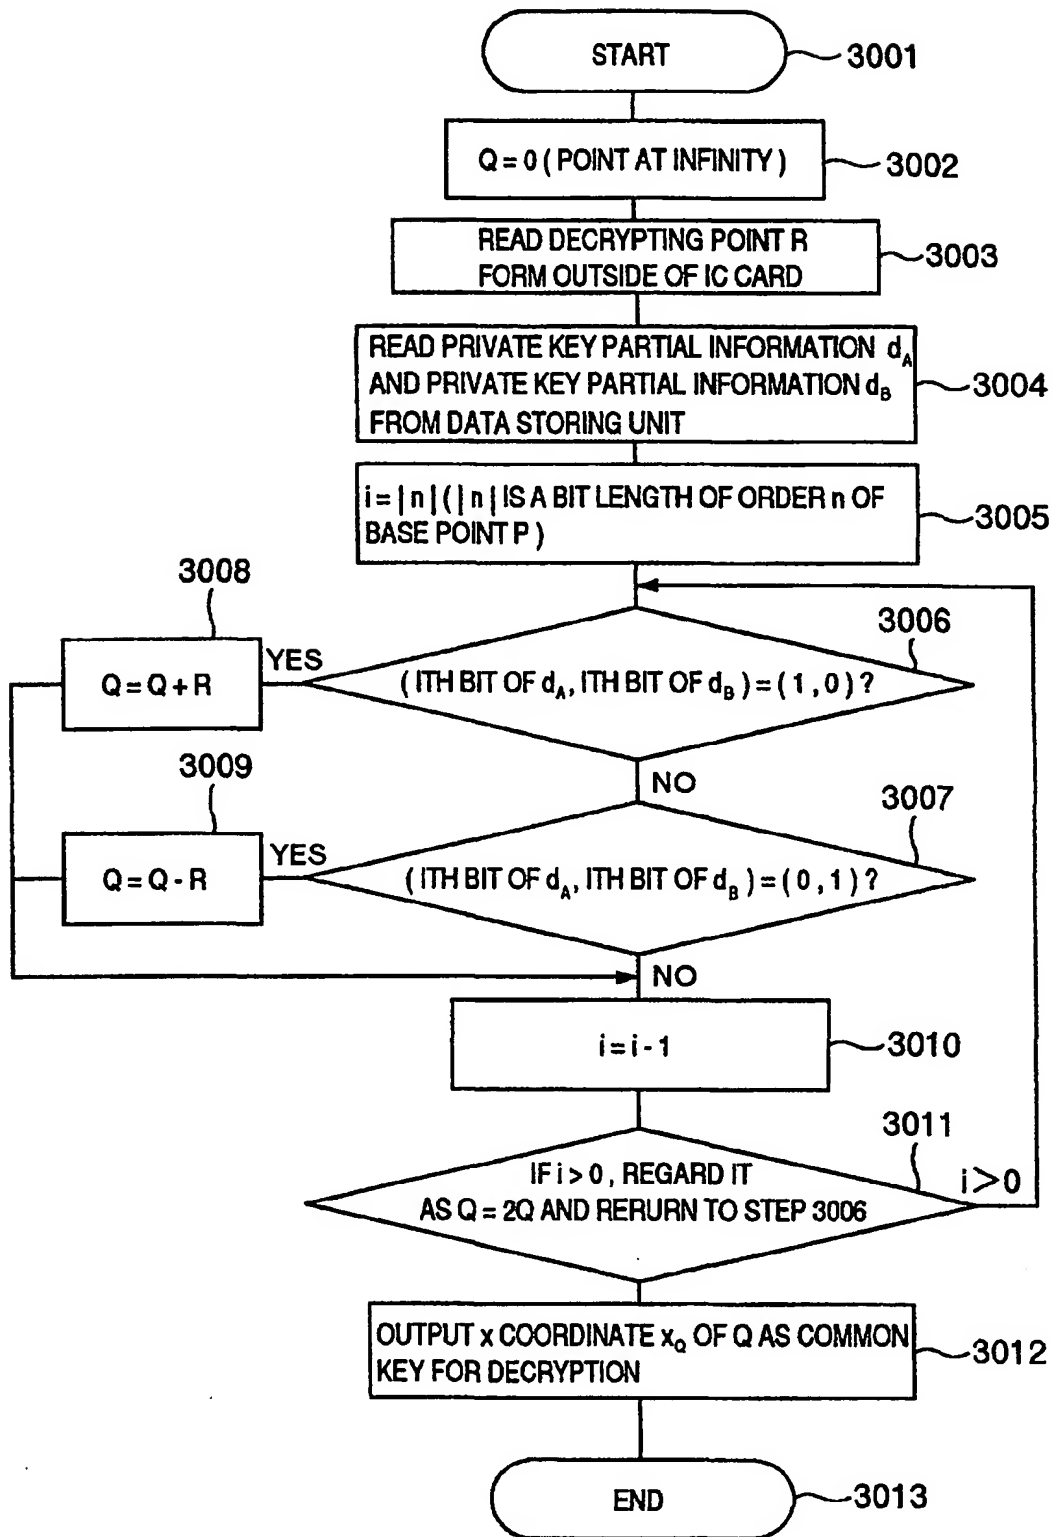 START
3001
Q = 0 ( POINT AT INFINITY )
3002
READ DECRYPTING POINT R
FORM OUTSIDE OF IC CARD
3003
READ PRIVATE KEY PARTIAL INFORMATION dA
AND PRIVATE KEY PARTIAL INFORMATION dB
FROM DATA STORING UNIT
3004
i = |n| ( |n| IS A BIT LENGTH OF ORDER n OF
BASE POINT P )
3005
3008
3006
Q = Q + R
YES
( ITH BIT OF dA, ITH BIT OF dB ) = ( 1 , 0 ) ?
NO
3009
3007
Q = Q - R
YES
( ITH BIT OF dA, ITH BIT OF dB ) = ( 0 , 1 ) ?
NO
i = i - 1
3010
3011
IF i > 0 , REGARD IT
AS Q = 2Q AND RERURN TO STEP 3006
i > 0
OUTPUT x COORDINATE xQ OF Q AS COMMON
KEY FOR DECRYPTION
3012
END
3013